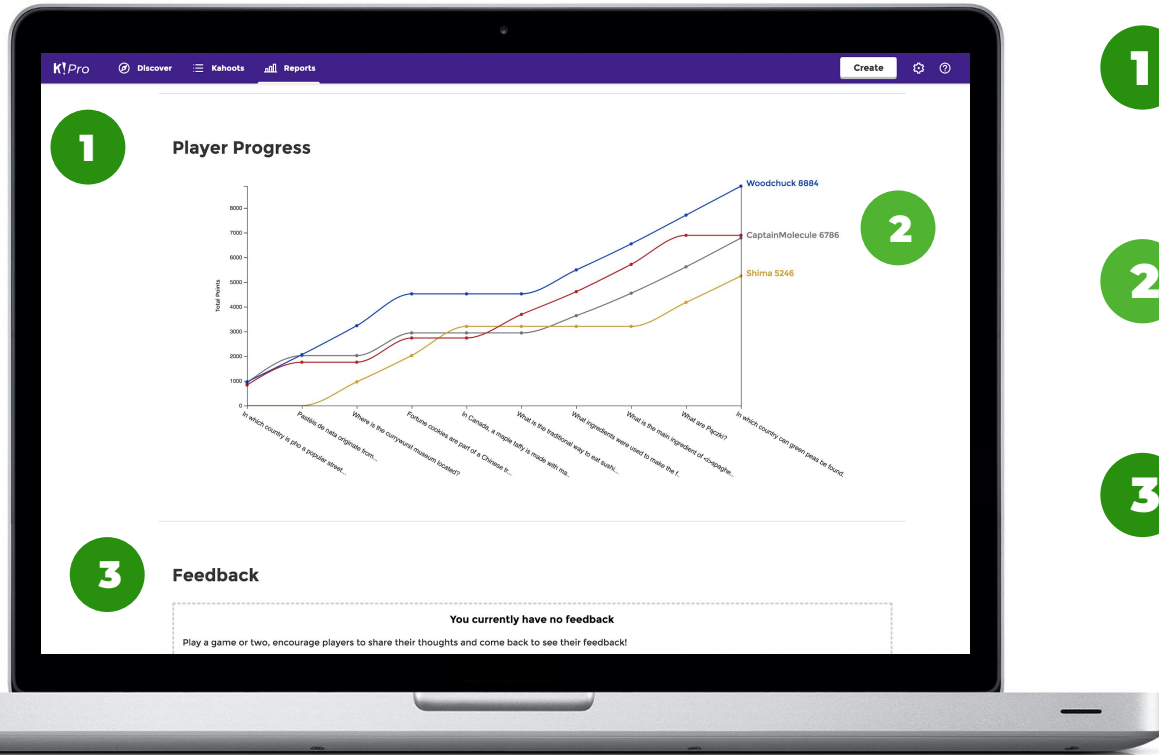 K!Pro Discover Kahoots Reports Create
1
1
Player Progress
Woodchuck 8884
8000
2
7000
CaptainMolecule 6786
6000
2
Shima 5246
5000
Total Points
4000
3000
2000
1000
0
In which country is pho a popular street...
Pastéis de nata originate from...
Where is the currywurst museum located?
Fortune cookies are part of a Chinese tr...
In Canada, a maple taffy is made with ma..
What is the traditional way to eat sushi...
What ingredients were used to make the f.
What is the main ingredient of <b>spaghe...
What are Pączki?
In which country can green peas be found.
3
3
Feedback
You currently have no feedback
Play a game or two, encourage players to share their thoughts and come back to see their feedback!